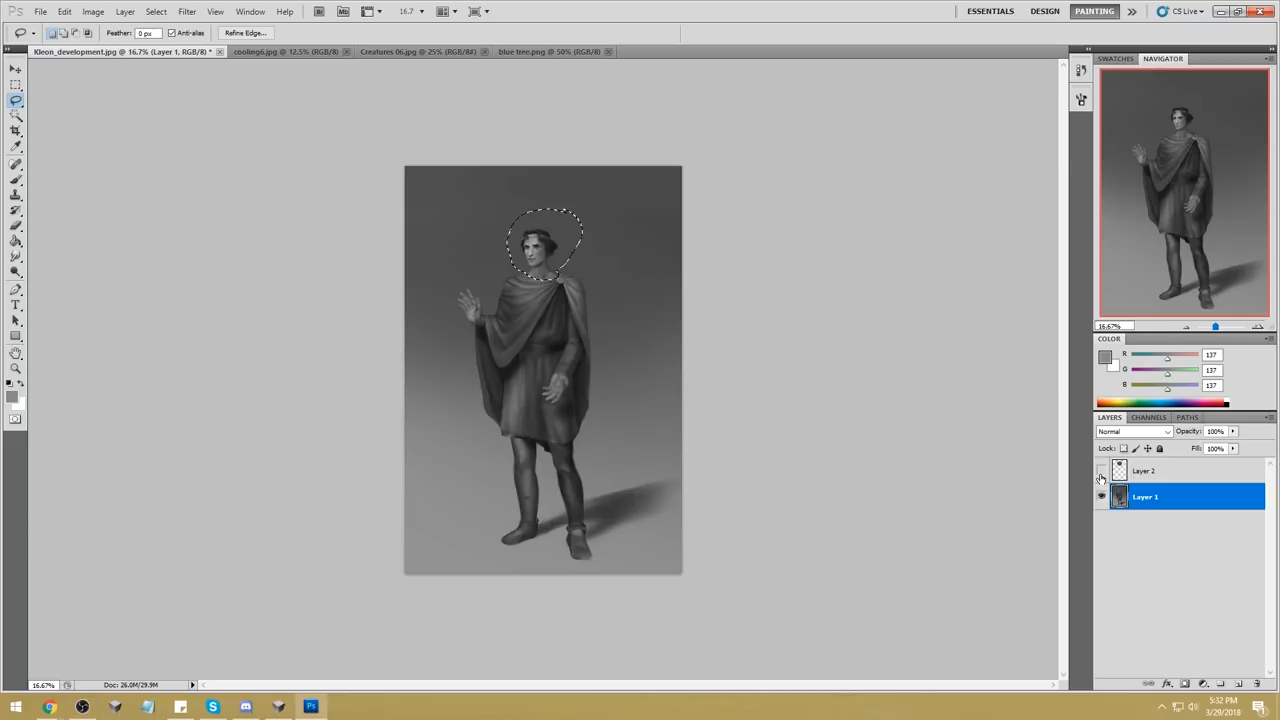 Ps File Edit Image Layer Select Filter View Window Help Mb 16.7 ESSENTIALS DESIGN PAINTING CS Live
Feather: 0 px Anti-alias Refine Edge...
Kleon_development.jpg @ 16.7% (Layer 1, RGB/8) * cooling6.jpg @ 12.5% (RGB/8) Creatures 06.jpg @ 25% (RGB/8#) blue tree.png @ 50% (RGB/8)
SWATCHES NAVIGATOR
16.67%
COLOR
R 137
G 137
B 137
LAYERS CHANNELS PATHS
Normal Opacity: 100%
Lock: Fill: 100%
Layer 2
Layer 1
16.67% Doc: 26.0M/29.9M
5:32 PM
3/29/2018